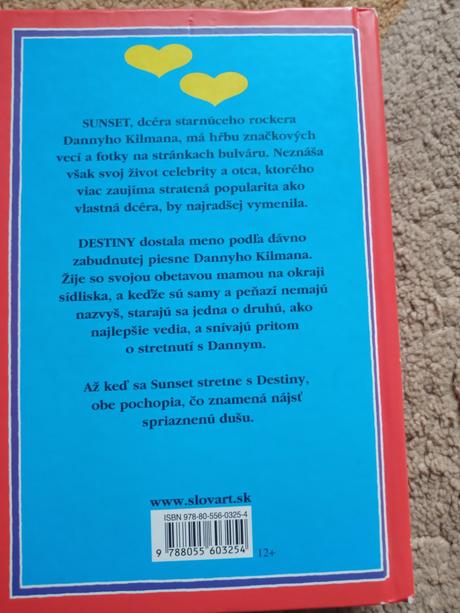 SUNSET, dcéra starnúceho rockera
Dannyho Kilmana, má hŕbu značkových
vecí a fotky na stránkach bulváru. Neznáša
však svoj život celebrity a otca, ktorého
viac zaujíma stratená popularita ako
vlastná dcéra, by najradšej vymenila.
DESTINY dostala meno podľa dávno
zabudnutej piesne Dannyho Kilmana.
Žije so svojou obetavou mamou na okraji
sídliska, a keďže sú samy a peňazí nemajú
nazvyš, starajú sa jedna o druhú, ako
najlepšie vedia, a snívajú pritom
o stretnutí s Dannym.
Až keď sa Sunset stretne s Destiny,
obe pochopia, čo znamená nájsť
spriaznenú dušu.
www.slovart.sk
ISBN 978-80-556-0325-4
9 788055 603254 12+